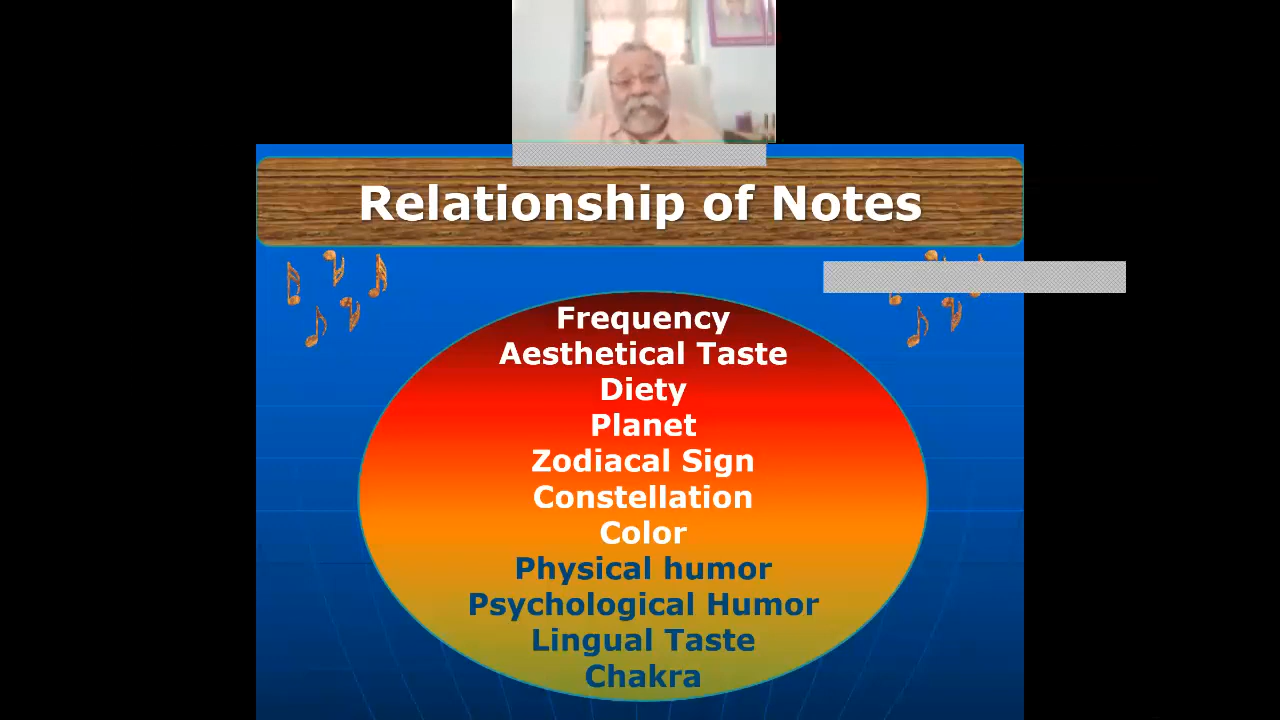 Relationship of Notes
Frequency
Aesthetical Taste
Diety
Planet
Zodiacal Sign
Constellation
Color
Physical humor
Psychological Humor
Lingual Taste
Chakra